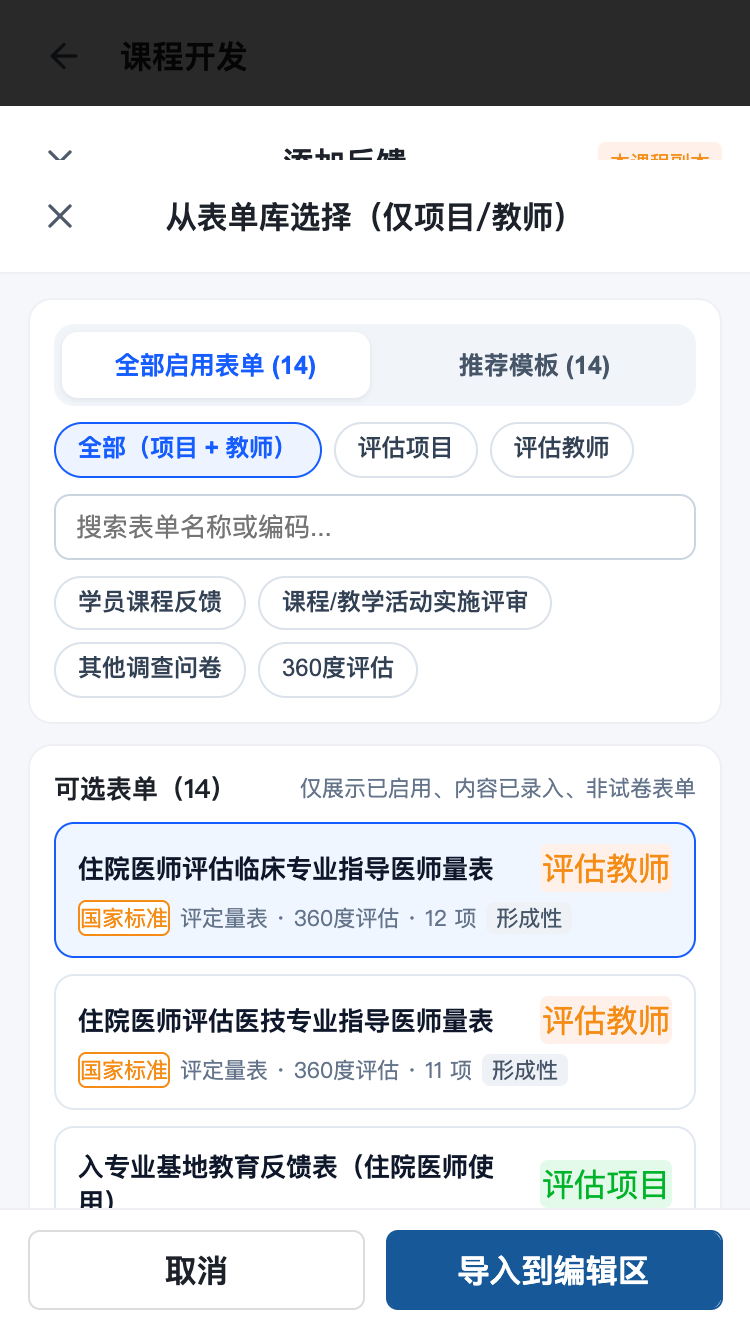 课程开发
添加反馈
本课程副本
从表单库选择（仅项目/教师）
全部启用表单 (14)
推荐模板 (14)
全部（项目 + 教师）
评估项目
评估教师
搜索表单名称或编码...
学员课程反馈
课程/教学活动实施评审
其他调查问卷
360度评估
可选表单（14）
仅展示已启用、内容已录入、非试卷表单
住院医师评估临床专业指导医师量表
评估教师
国家标准 评定量表 · 360度评估 · 12 项 形成性
住院医师评估医技专业指导医师量表
评估教师
国家标准 评定量表 · 360度评估 · 11 项 形成性
入专业基地教育反馈表（住院医师使
用）
评估项目
取消
导入到编辑区